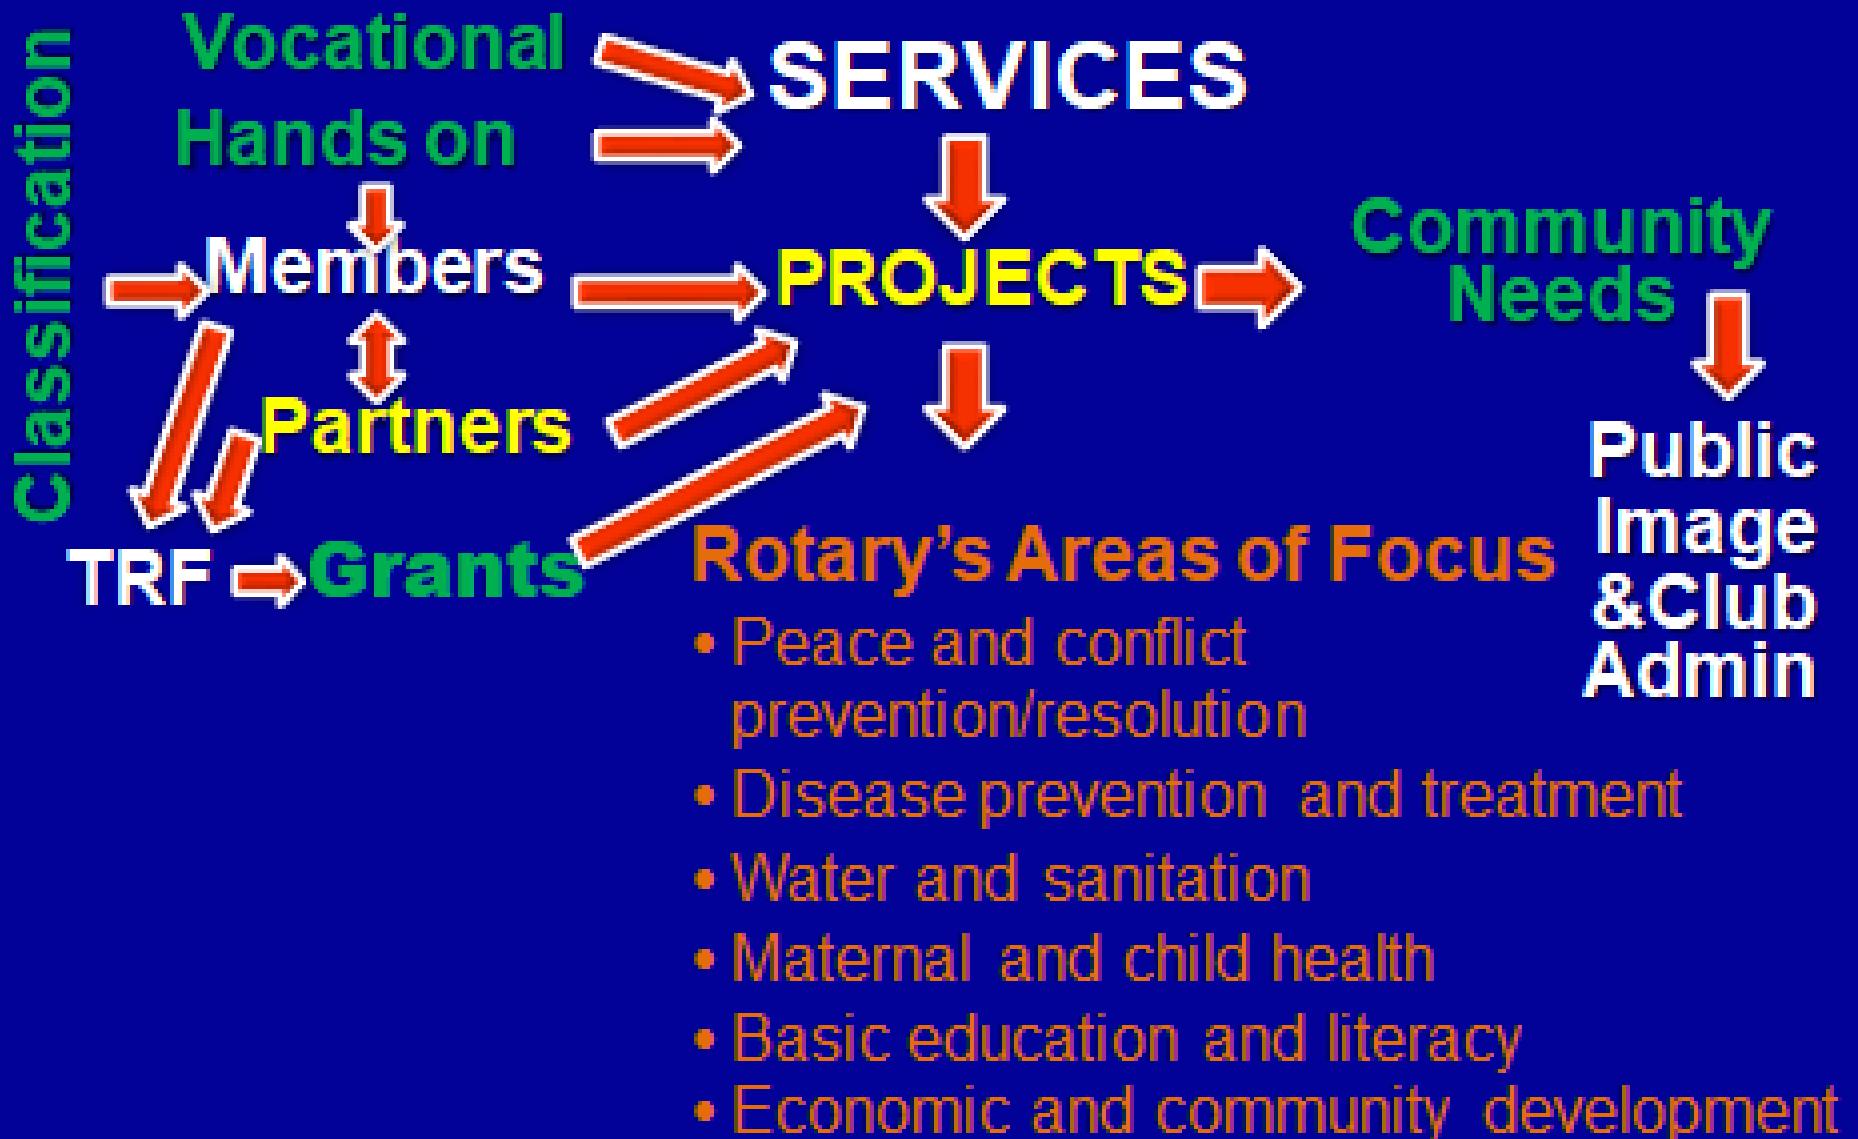 Classification
Vocational
Hands on
SERVICES
Members
PROJECTS
Community
Needs
Partners
TRF
Grants
Public
Image
&Club
Admin
Rotary’s Areas of Focus
• Peace and conflict
prevention/resolution
• Disease prevention and treatment
• Water and sanitation
• Maternal and child health
• Basic education and literacy
• Economic and community development